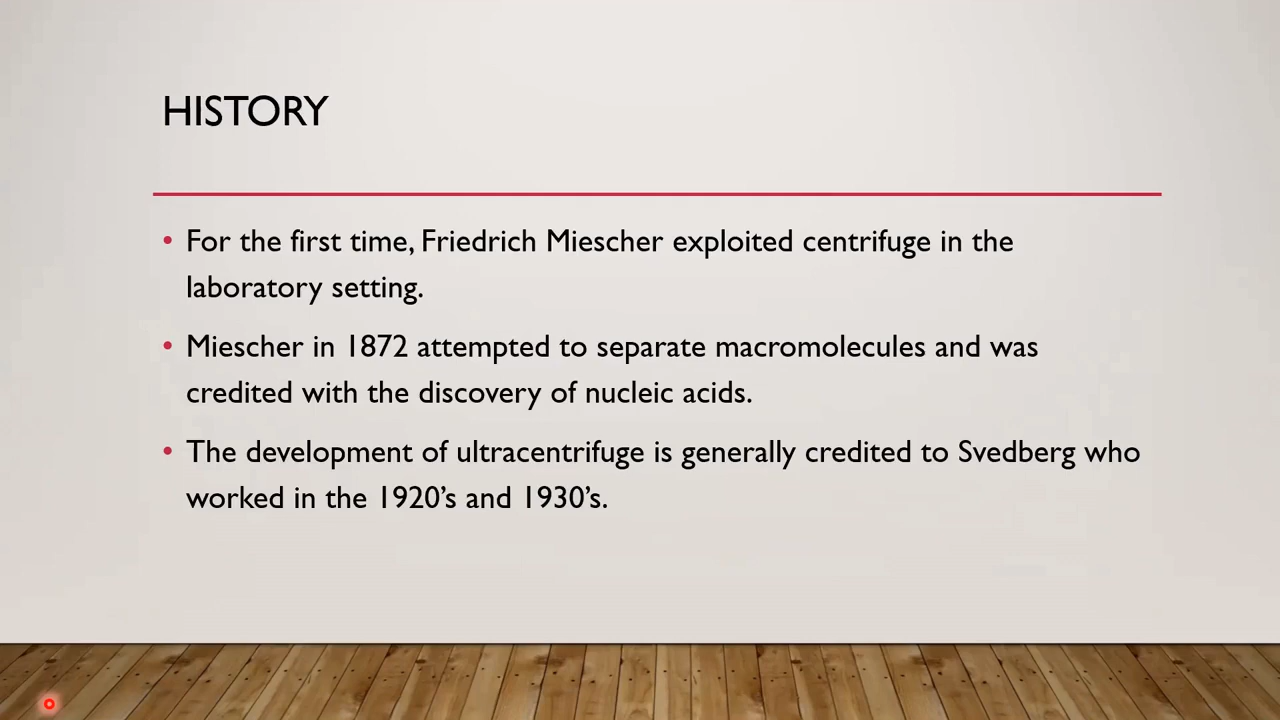 HISTORY
• For the first time, Friedrich Miescher exploited centrifuge in the
laboratory setting.
• Miescher in 1872 attempted to separate macromolecules and was
credited with the discovery of nucleic acids.
• The development of ultracentrifuge is generally credited to Svedberg who
worked in the 1920’s and 1930’s.